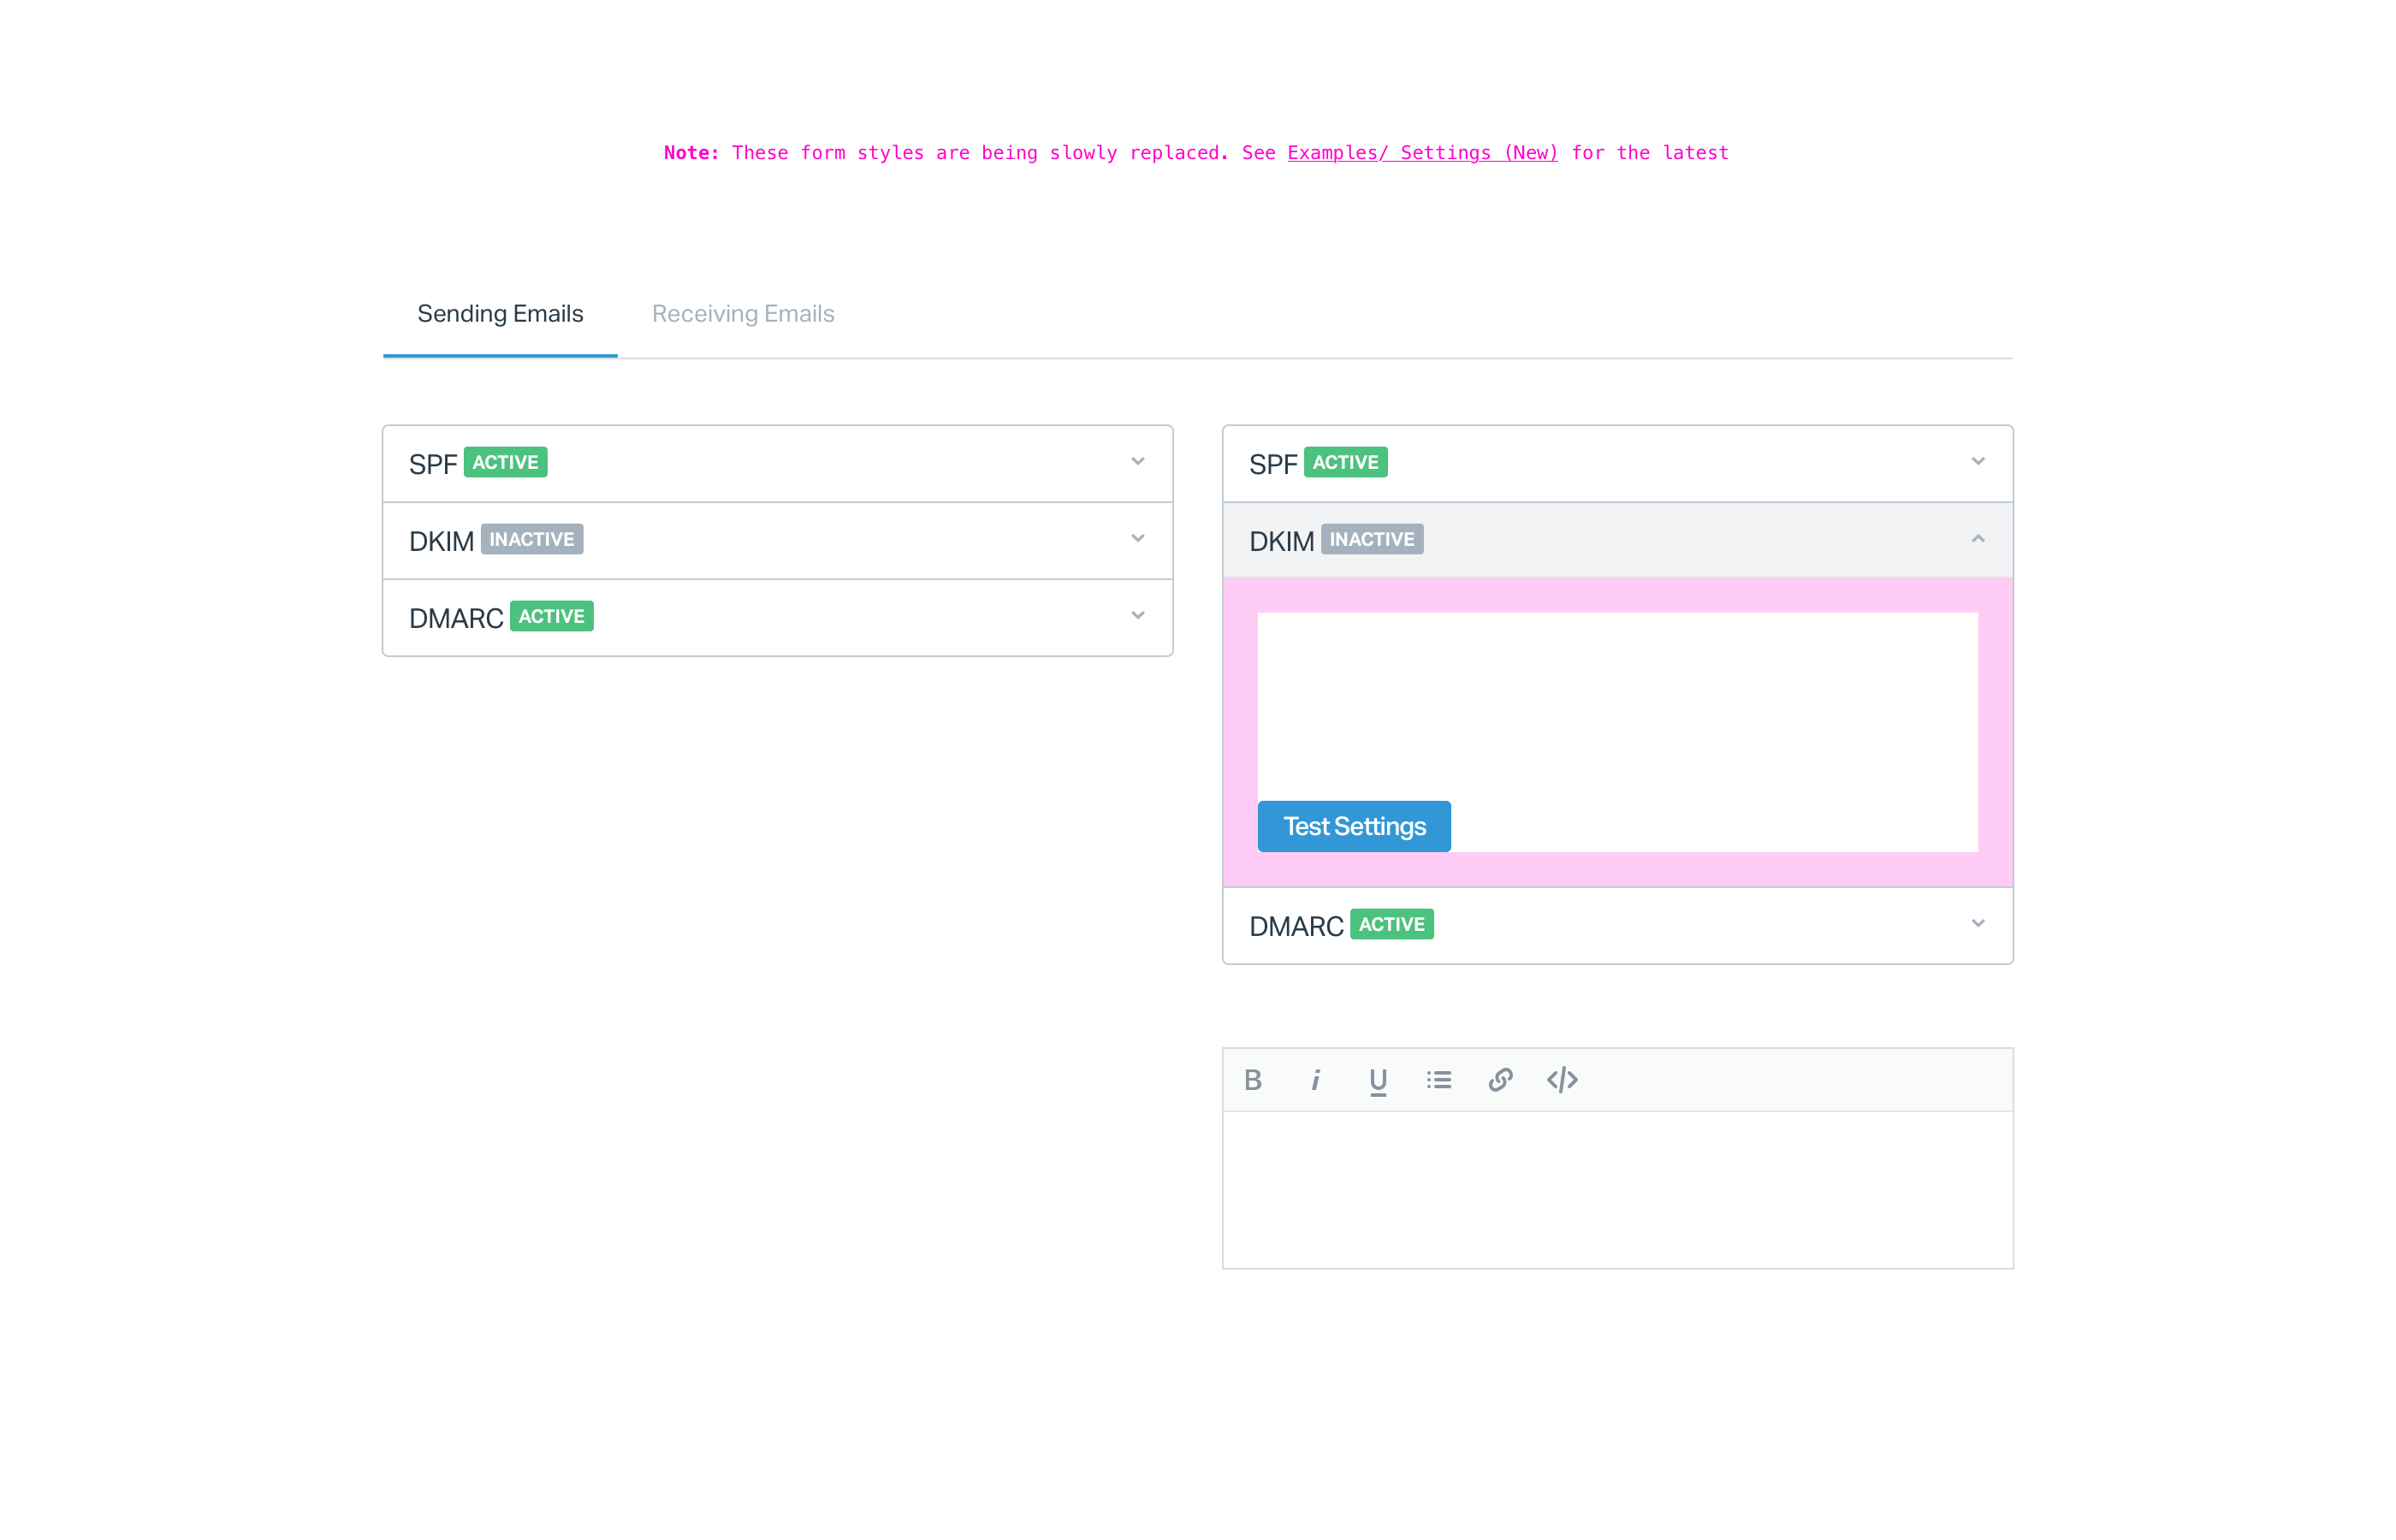 Note: These form styles are being slowly replaced. See Examples/ Settings (New) for the latest
Sending Emails
Receiving Emails
SPF ACTIVE
DKIM INACTIVE
DMARC ACTIVE
SPF ACTIVE
DKIM INACTIVE
Test Settings
DMARC ACTIVE
B i U </>